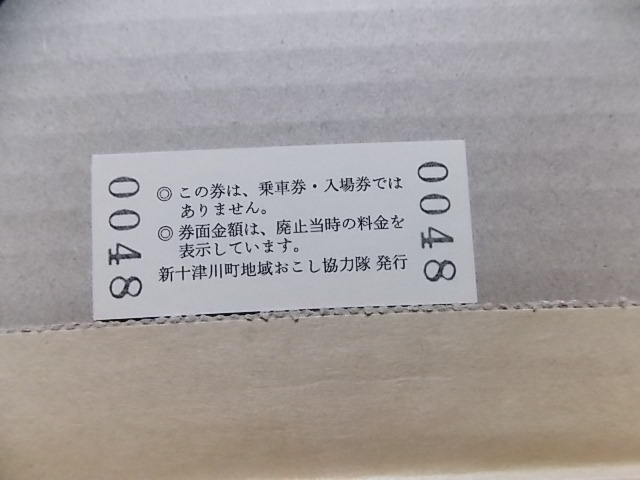 0048
◎ この券は、乗車券・入場券では
ありません。
◎ 券面金額は、廃止当時の料金を
表示しています。
新十津川町地域おこし協力隊 発行
0048